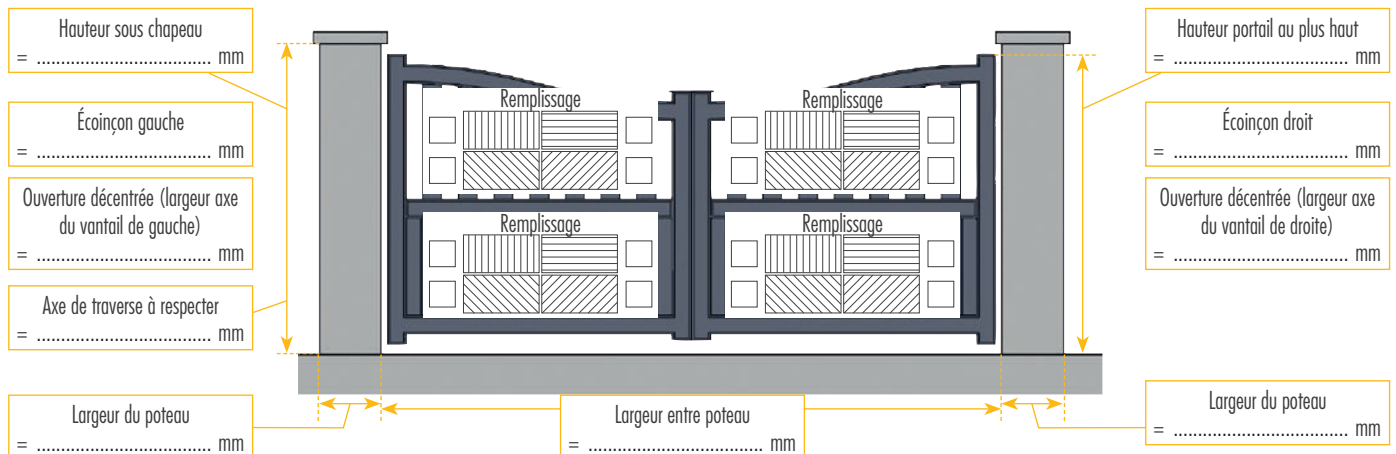 Hauteur sous chapeau
= .................................... mm
Écoinçon gauche
= .................................... mm
Ouverture décentrée (largeur axe
du vantail de gauche)
= .................................... mm
Axe de traverse à respecter
= .................................... mm
Largeur du poteau
= .................................... mm
Remplissage
Remplissage
Remplissage
Remplissage
Largeur entre poteau
= .................................... mm
Hauteur portail au plus haut
= .................................... mm
Écoinçon droit
= .................................... mm
Ouverture décentrée (largeur axe
du vantail de droite)
= .................................... mm
Largeur du poteau
= .................................... mm